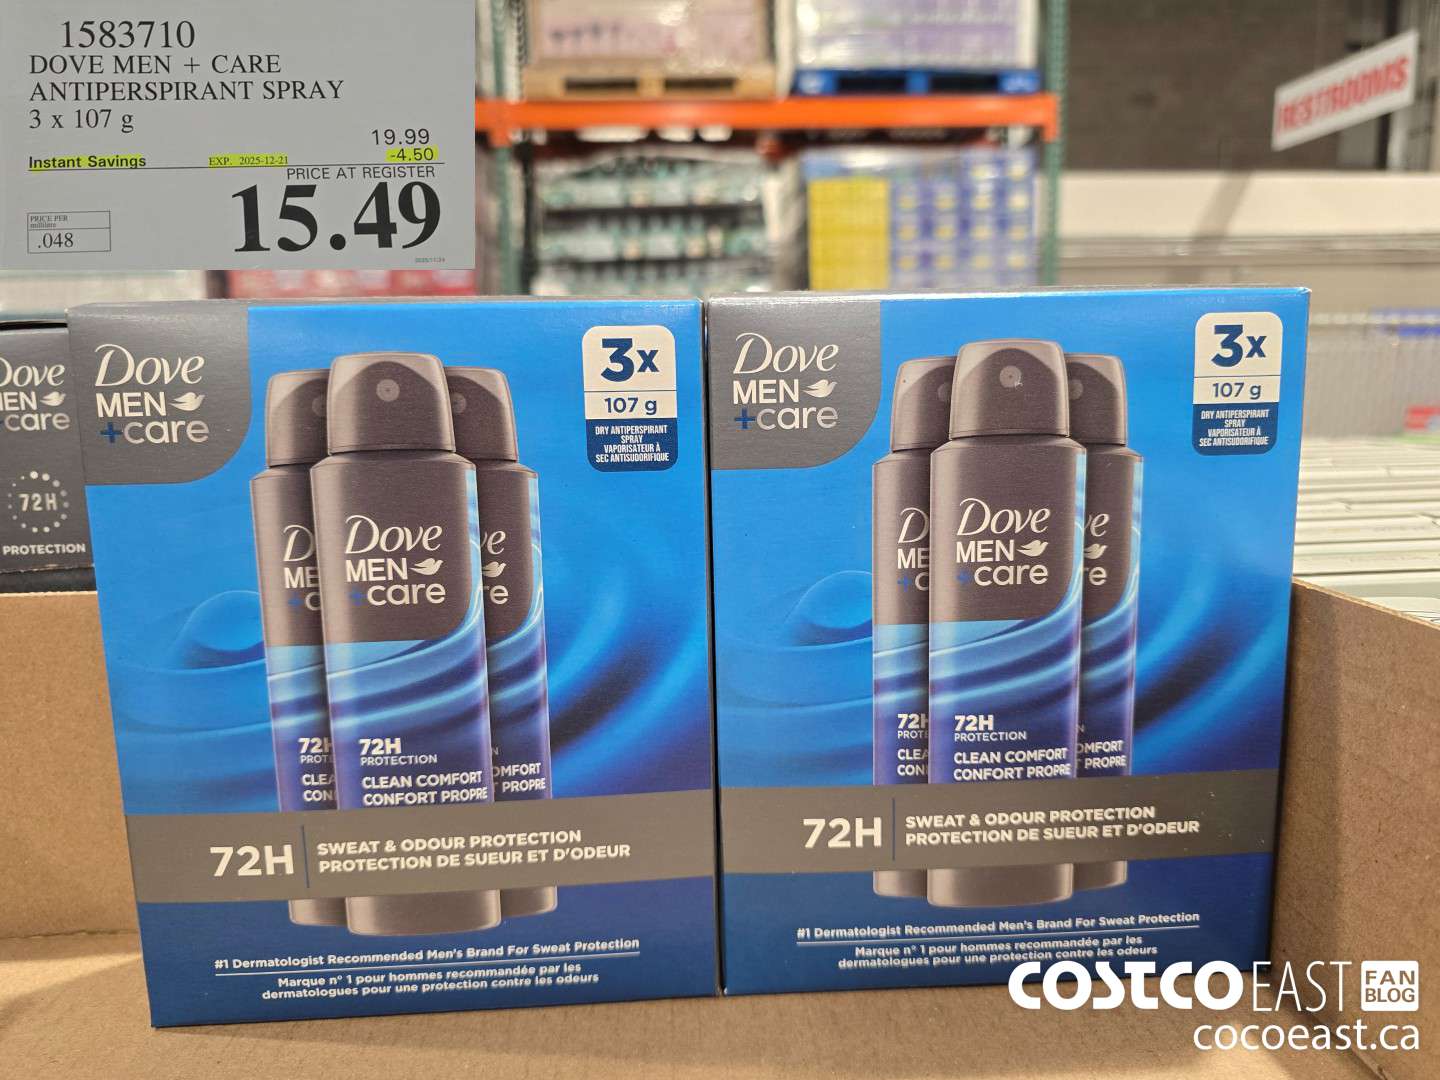 1583710
DOVE MEN + CARE
ANTIPERSPIRANT SPRAY
3 x 107 g
19.99
Instant Savings EXP. 2025-12-21 -4.50
PRICE AT REGISTER
15.49
PRICE PER
millilitre
.048
2025/11/24
RESTROOMS
Dove
MEN
+care
72H
PROTECTION
Dove
MEN
+care
3x
107 g
DRY ANTIPERSPIRANT
SPRAY
VAPORISATEUR À
SEC ANTISUDORIFIQUE
Dove
MEN
+care
72H
PROTECTION
CLEAN COMFORT
CONFORT PROPRE
72H
SWEAT & ODOUR PROTECTION
PROTECTION DE SUEUR ET D'ODEUR
#1 Dermatologist Recommended Men's Brand For Sweat Protection
Marque n° 1 pour hommes recommandée par les
dermatologues pour une protection contre les odeurs
Dove
MEN
+care
3x
107 g
DRY ANTIPERSPIRANT
SPRAY
VAPORISATEUR À
SEC ANTISUDORIFIQUE
Dove
MEN
+care
72H
PROTECTION
CLEAN COMFORT
CONFORT PROPRE
72H
SWEAT & ODOUR PROTECTION
PROTECTION DE SUEUR ET D'ODEUR
#1 Dermatologist Recommended Men's Brand For Sweat Protection
Marque n° 1 pour hommes recommandée par les
dermatologues pour une protection contre les odeurs
COSTCO EAST FAN BLOG
cocoeast.ca